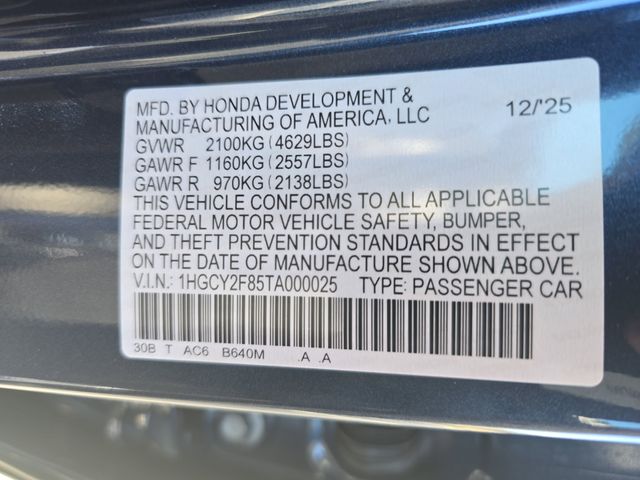 MFD. BY HONDA DEVELOPMENT &
MANUFACTURING OF AMERICA, LLC 12/'25
GVWR 2100KG(4629LBS)
GAWR F 1160KG(2557LBS)
GAWR R 970KG(2138LBS)
THIS VEHICLE CONFORMS TO ALL APPLICABLE
FEDERAL MOTOR VEHICLE SAFETY, BUMPER,
AND THEFT PREVENTION STANDARDS IN EFFECT
ON THE DATE OF MANUFACTURE SHOWN ABOVE.
V.I.N.: 1HGCY2F85TA000025 TYPE: PASSENGER CAR
30B T AC6 B640M .A .A